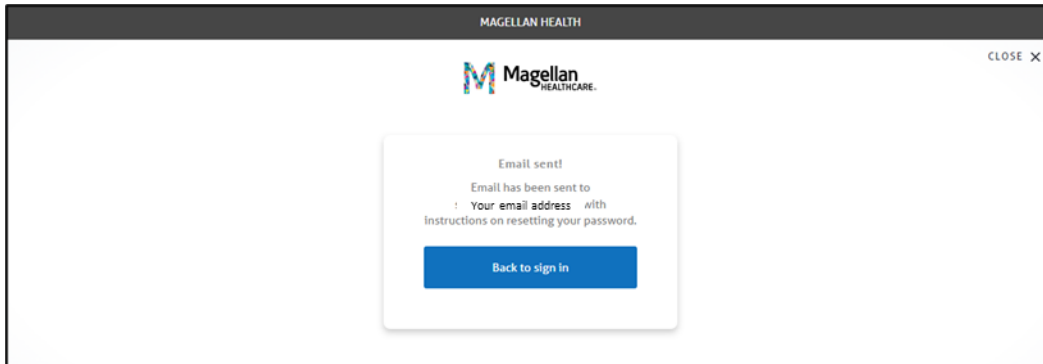 MAGELLAN HEALTH
CLOSE X
M Magellan
HEALTHCARE.
Email sent!
Email has been sent to
Your email address with
instructions on resetting your password.
Back to sign in